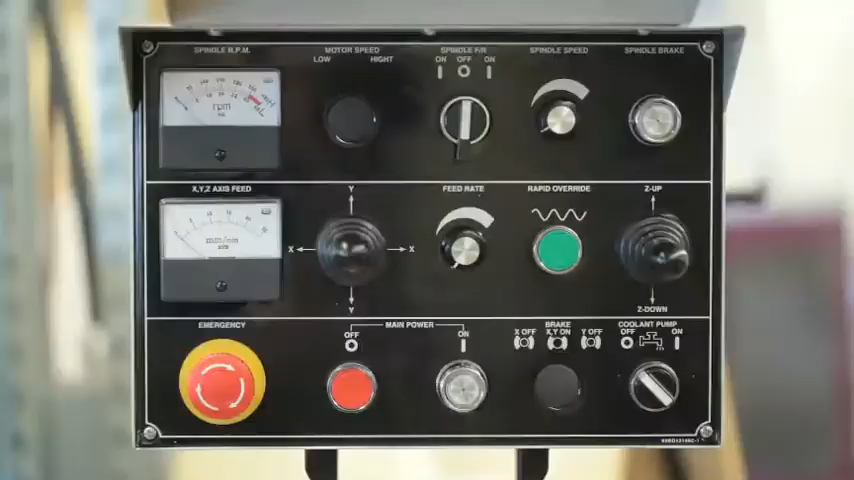 SPINDLE R.P.M.
MOTOR SPEED
LOW HIGHT
SPINDLE F/R
ON OFF ON
SPINDLE SPEED
SPINDLE BRAKE
rpm
X,Y,Z AXIS FEED
mm/min
Y
X X
Y
FEED RATE
RAPID OVERRIDE
Z-UP
Z-DOWN
EMERGENCY
MAIN POWER
OFF ON
BRAKE
X OFF X,Y ON Y OFF
COOLANT PUMP
OFF ON